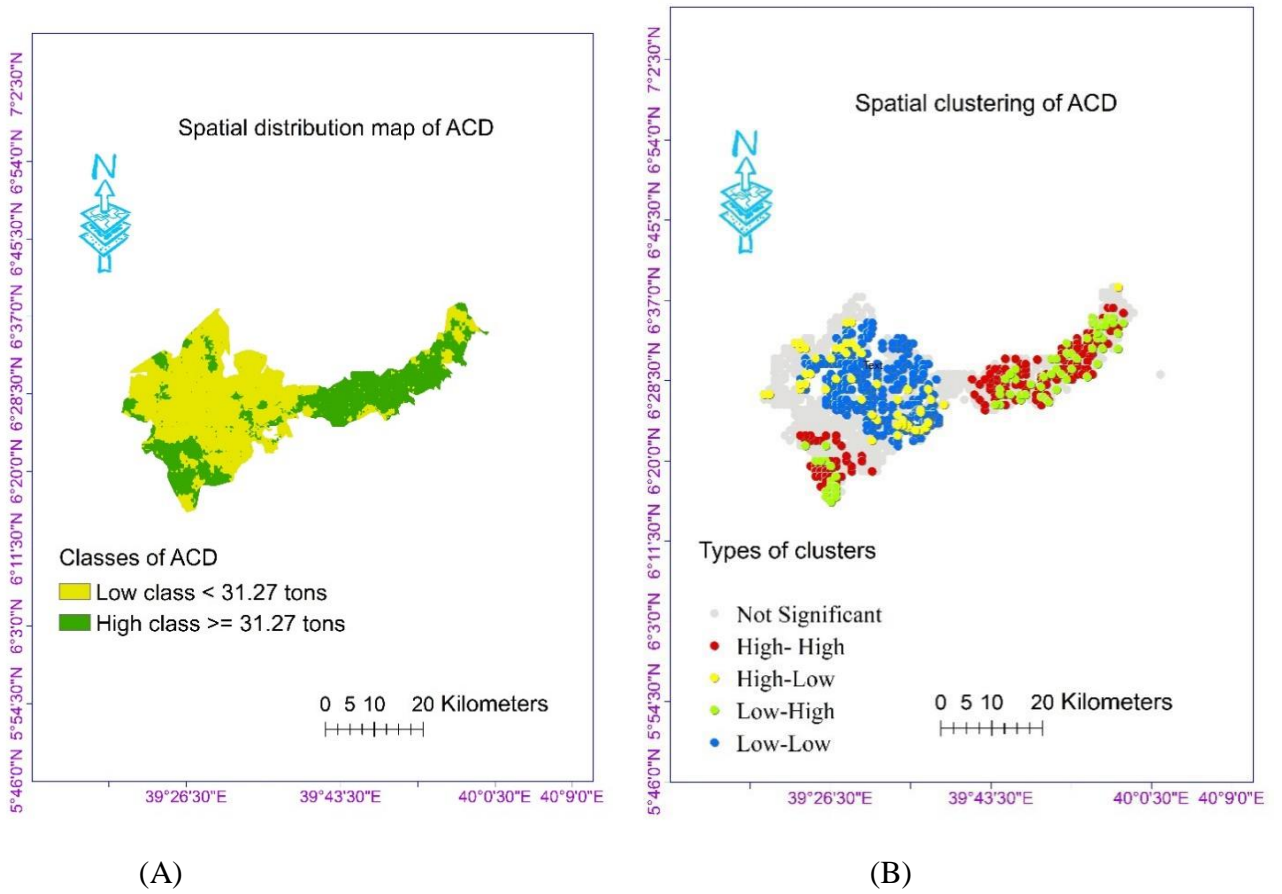 Spatial distribution map of ACD
N
7°2'30"N
6°54'0"N
6°45'30"N
6°37'0"N
6°28'30"N
6°20'0"N
6°11'30"N
6°3'0"N
5°54'30"N
5°46'0"N
Classes of ACD
Low class < 31.27 tons
High class >= 31.27 tons
0 5 10 20 Kilometers
39°26'30"E 39°43'30"E 40°0'30"E 40°9'0"E
(A)
Spatial clustering of ACD
N
7°2'30"N
6°54'0"N
6°45'30"N
6°37'0"N
6°28'30"N
6°20'0"N
6°11'30"N
6°3'0"N
5°54'30"N
5°46'0"N
Text
Types of clusters
Not Significant
High- High
High-Low
Low-High
Low-Low
0 5 10 20 Kilometers
39°26'30"E 39°43'30"E 40°0'30"E 40°9'0"E
(B)